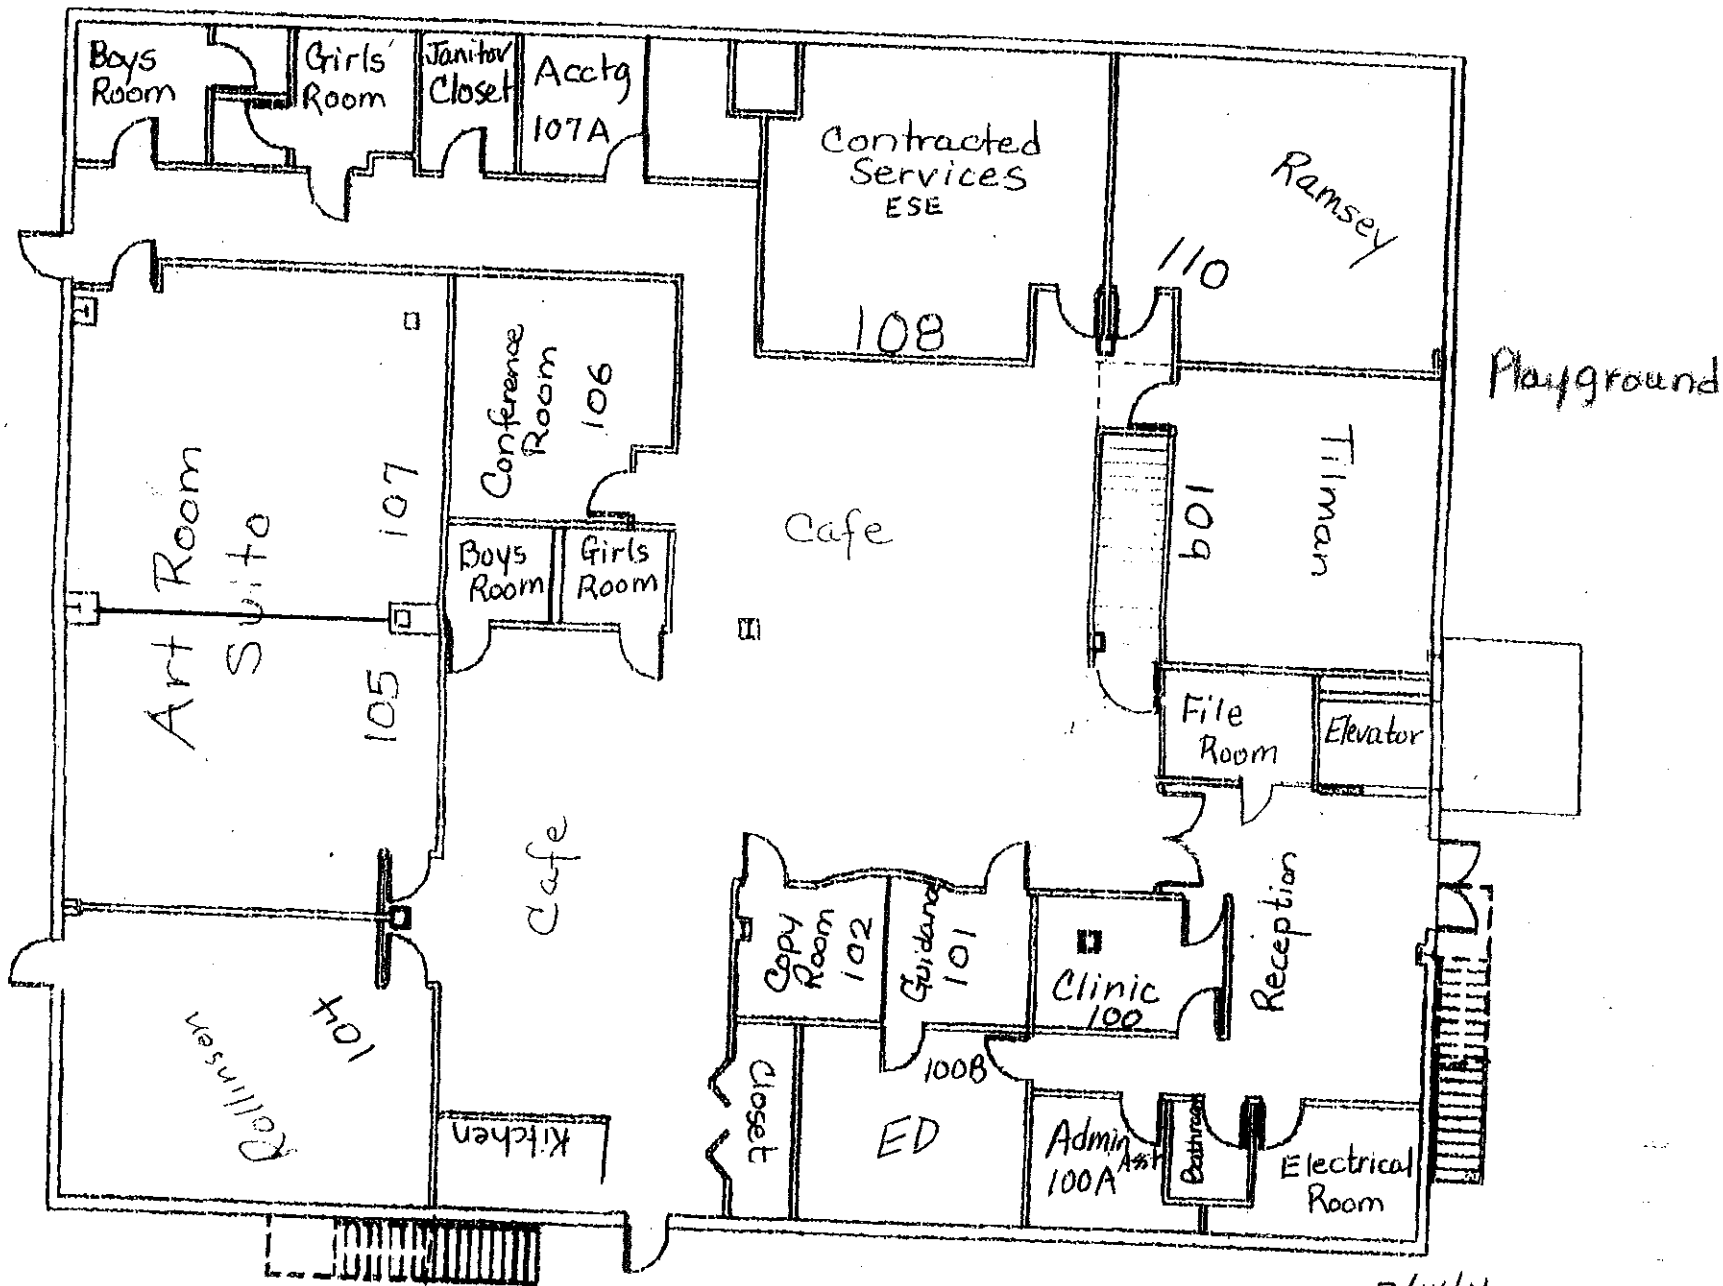 Boys
Room
Girls'
Room
Janitor
Closet
Acctg
107A
Contracted
Services
ESE
108
Ramsey
110
Playground
Conference
Room
106
Art Room
Suite
107
105
Boys
Room
Girls
Room
Cafe
Tilman
109
File
Room
Elevator
Cafe
Copy
Room
102
Guidance
101
Clinic
100
Reception
Rollinsen
104
Kitchen
Closet
100B
ED
Admin
Asst
100A
Bathroom
Electrical
Room